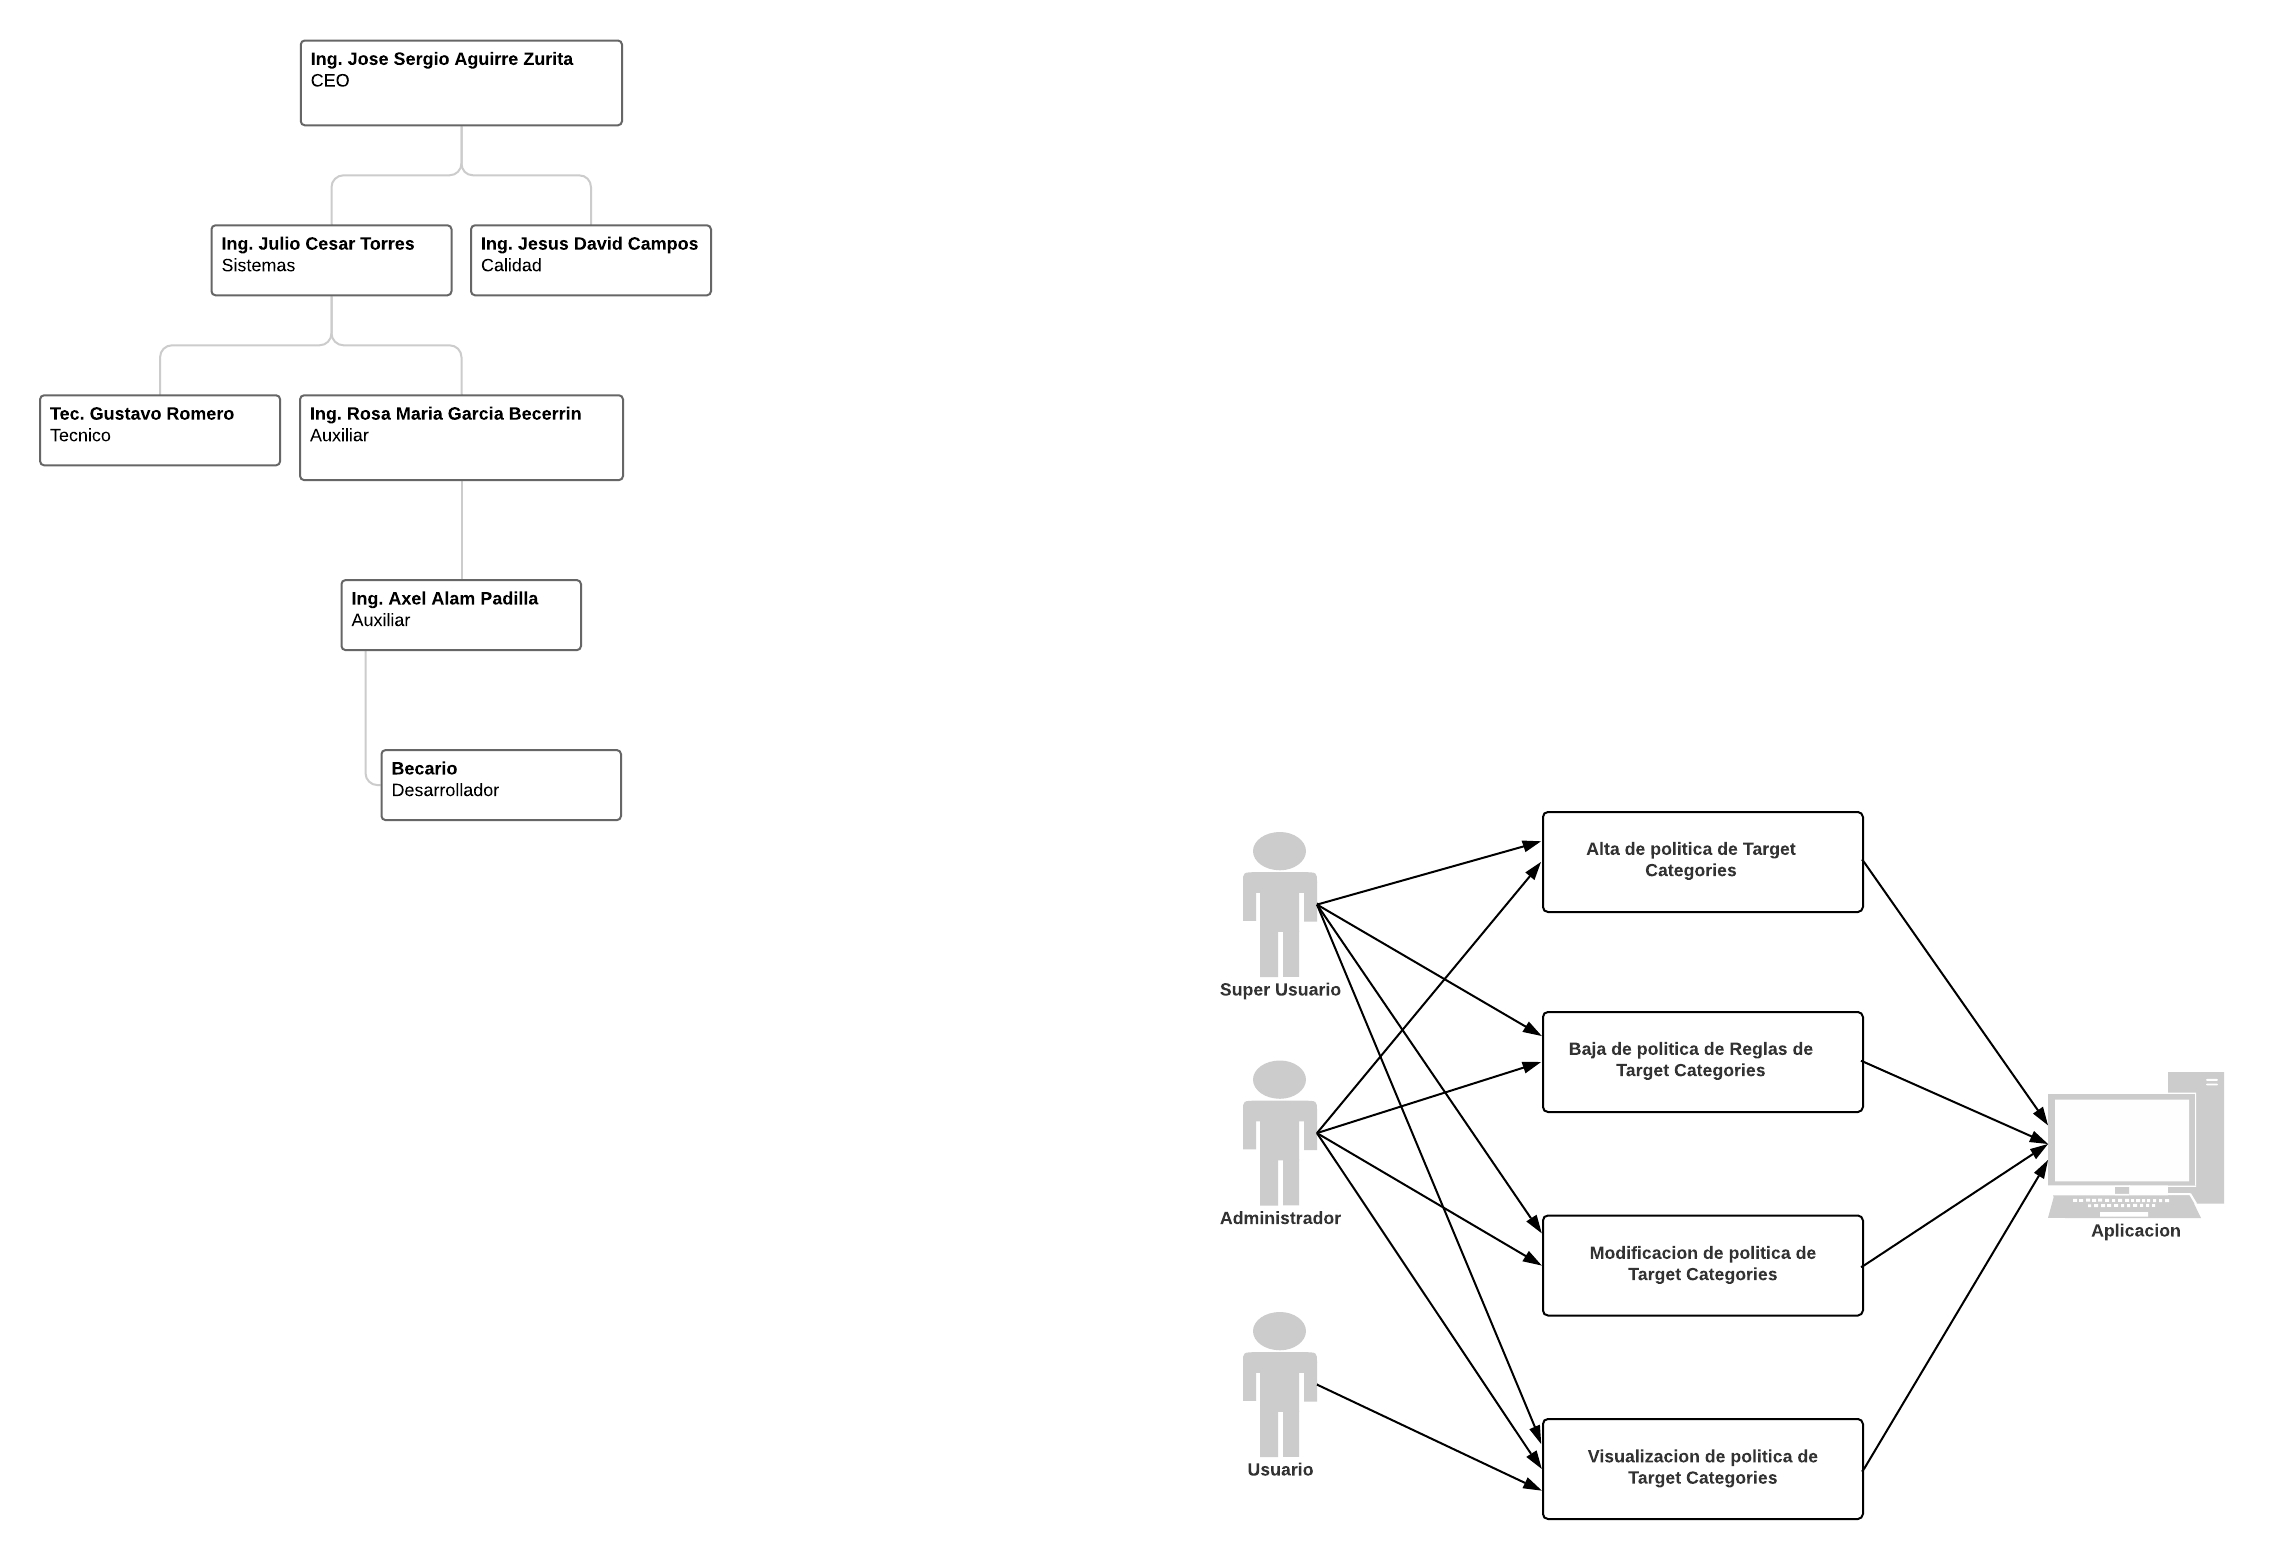 Ing. Jose Sergio Aguirre Zurita
CEO
Ing. Julio Cesar Torres
Sistemas
Ing. Jesus David Campos
Calidad
Tec. Gustavo Romero
Tecnico
Ing. Rosa Maria Garcia Becerrin
Auxiliar
Ing. Axel Alam Padilla
Auxiliar
Becario
Desarrollador
Super Usuario
Administrador
Usuario
Alta de politica de Target
Categories
Baja de politica de Reglas de
Target Categories
Modificacion de politica de
Target Categories
Visualizacion de politica de
Target Categories
Aplicacion